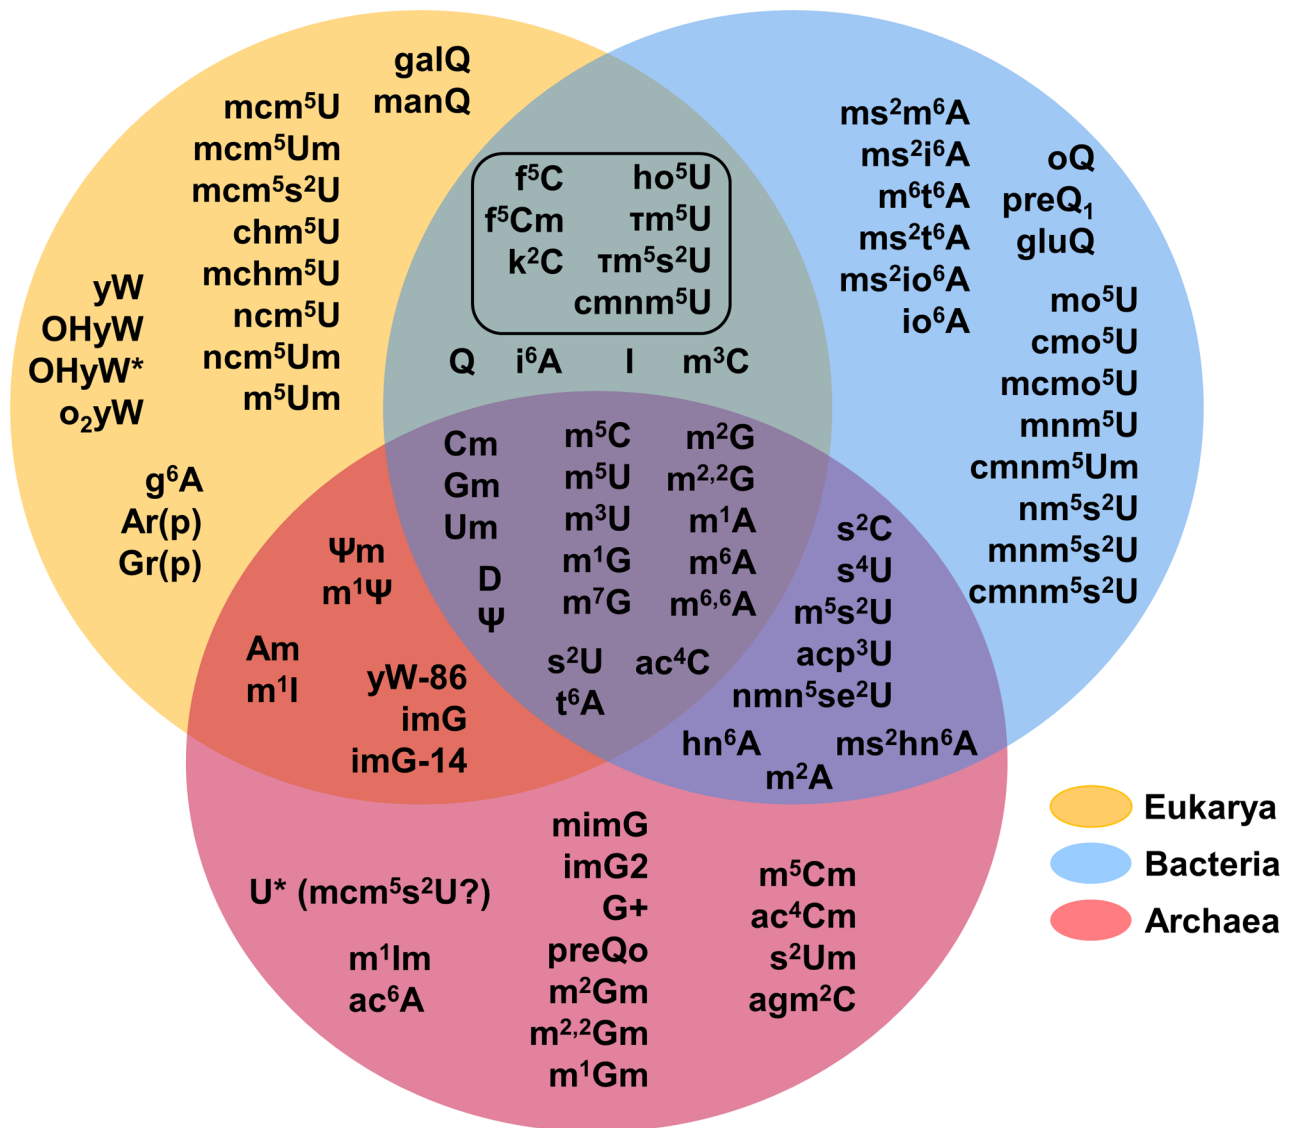 galQ
manQ
mcm⁵U
mcm⁵Um
mcm⁵s²U
chm⁵U
mchm⁵U
ncm⁵U
ncm⁵Um
m⁵Um
yW
OHyW
OHyW*
o₂yW
g⁶A
Ar(p)
Gr(p)
f⁵C
f⁵Cm
k²C
ho⁵U
τm⁵U
τm⁵s²U
cmnm⁵U
Q i⁶A I m³C
ms²m⁶A
ms²i⁶A
m⁶t⁶A
ms²t⁶A
ms²io⁶A
io⁶A
oQ
preQ₁
gluQ
mo⁵U
cmo⁵U
mcmo⁵U
mnm⁵U
cmnm⁵Um
nm⁵s²U
mnm⁵s²U
cmnm⁵s²U
Cm
Gm
Um
D
Ψ
m⁵C
m⁵U
m³U
m¹G
m⁷G
m²G
m²,²G
m¹A
m⁶A
m⁶,⁶A
s²U ac⁴C
t⁶A
Ψm
m¹Ψ
Am
m¹I
yW-86
imG
imG-14
s²C
s⁴U
m⁵s²U
acp³U
nmn⁵se²U
hn⁶A ms²hn⁶A
m²A
U* (mcm⁵s²U?)
m¹Im
ac⁶A
mimG
imG2
G+
preQo
m²Gm
m²,²Gm
m¹Gm
m⁵Cm
ac⁴Cm
s²Um
agm²C
Eukarya
Bacteria
Archaea